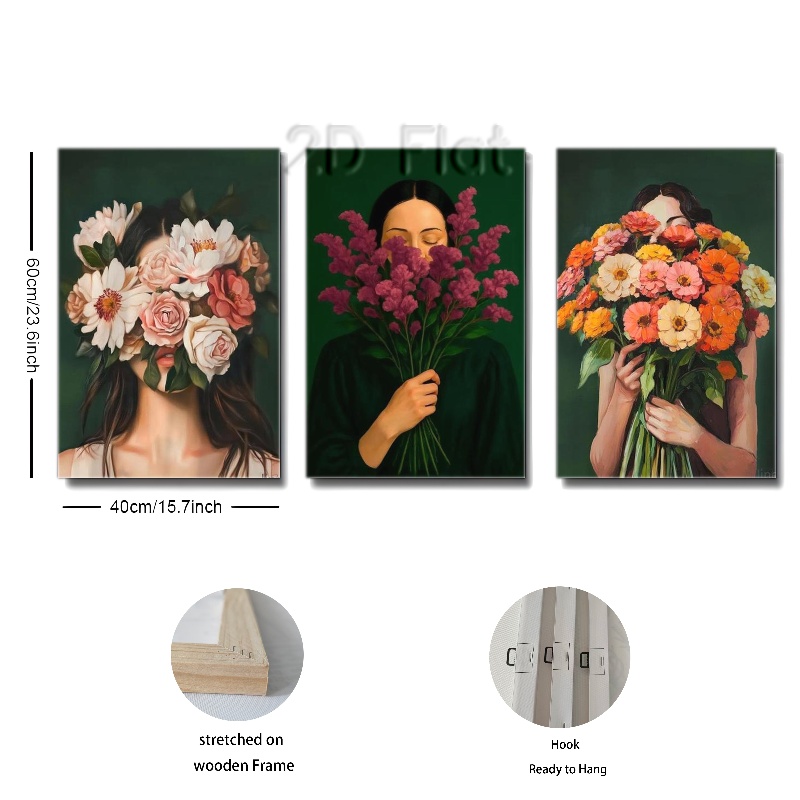 2D Flat
60cm/23.6inch
40cm/15.7inch
stretched on
wooden Frame
Hook
Ready to Hang